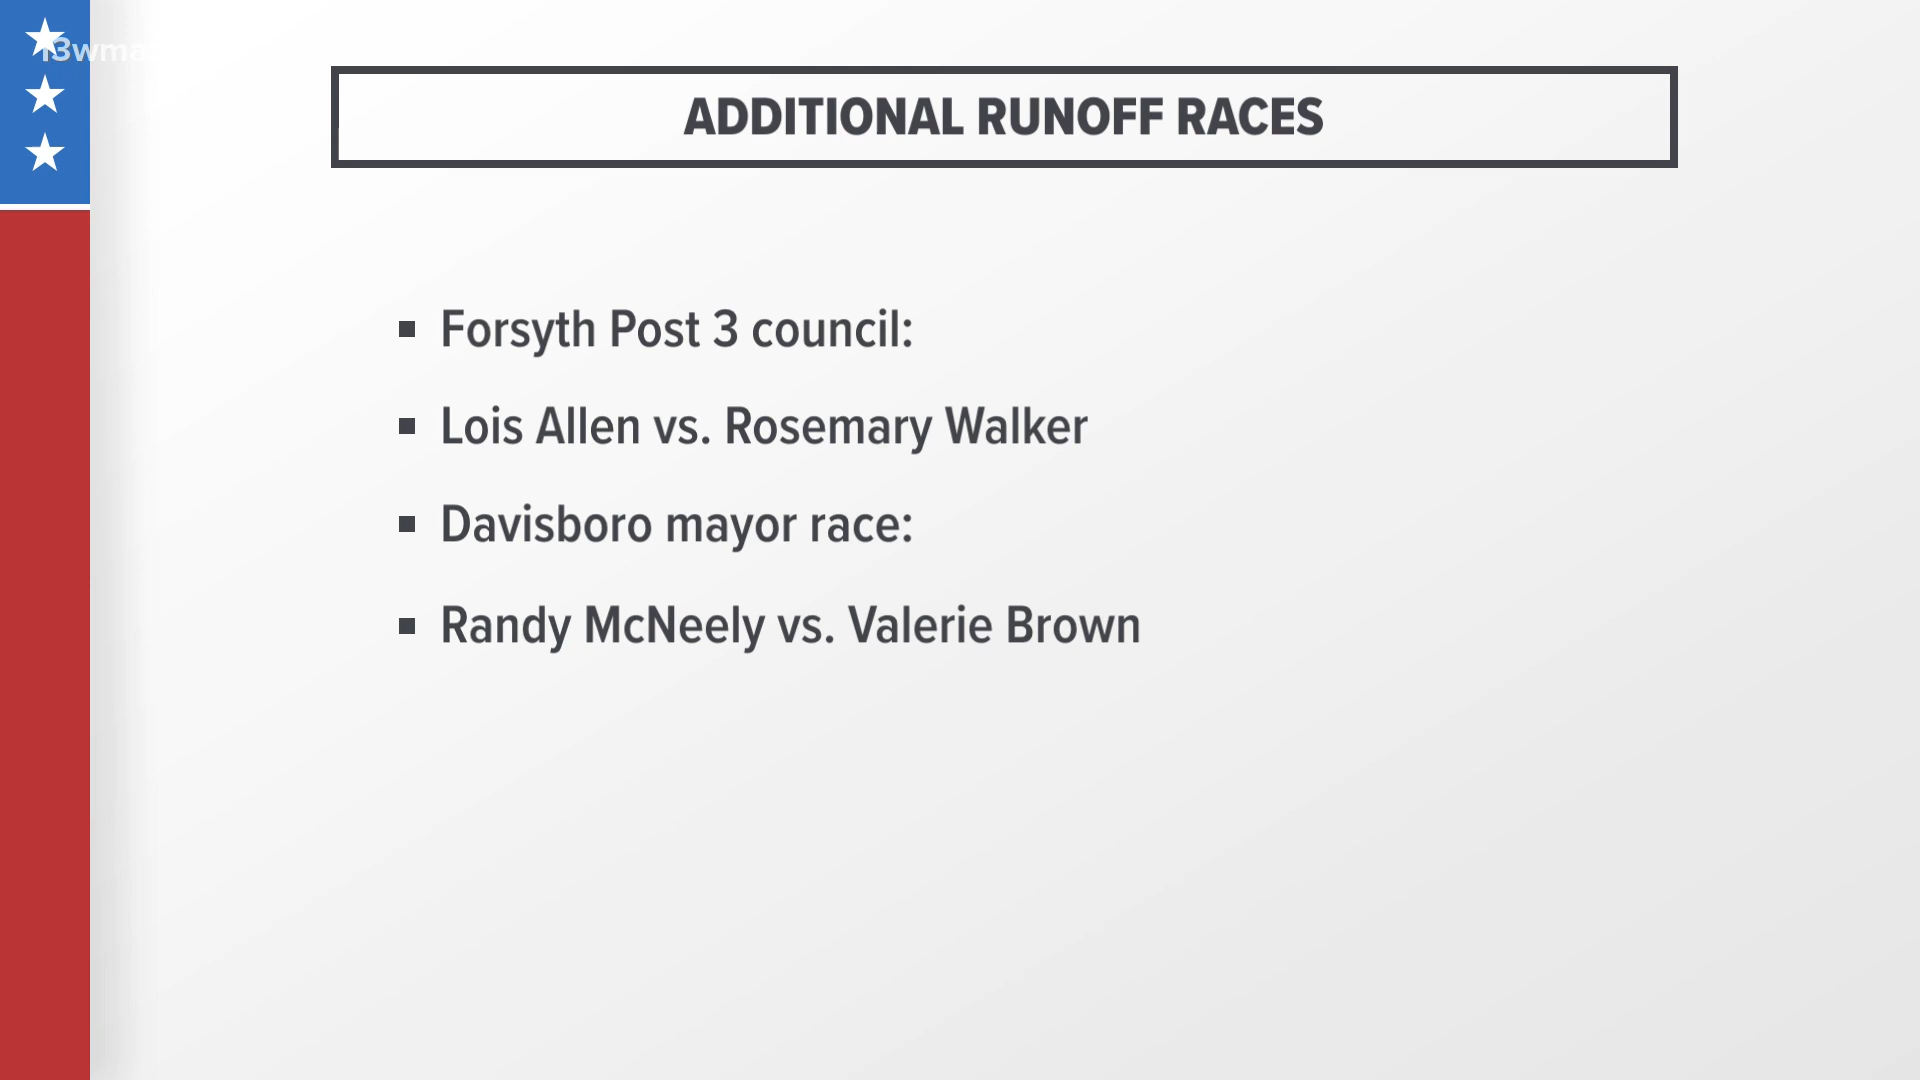 13wma
ADDITIONAL RUNOFF RACES
Forsyth Post 3 council:
Lois Allen vs. Rosemary Walker
Davisboro mayor race:
Randy McNeely vs. Valerie Brown